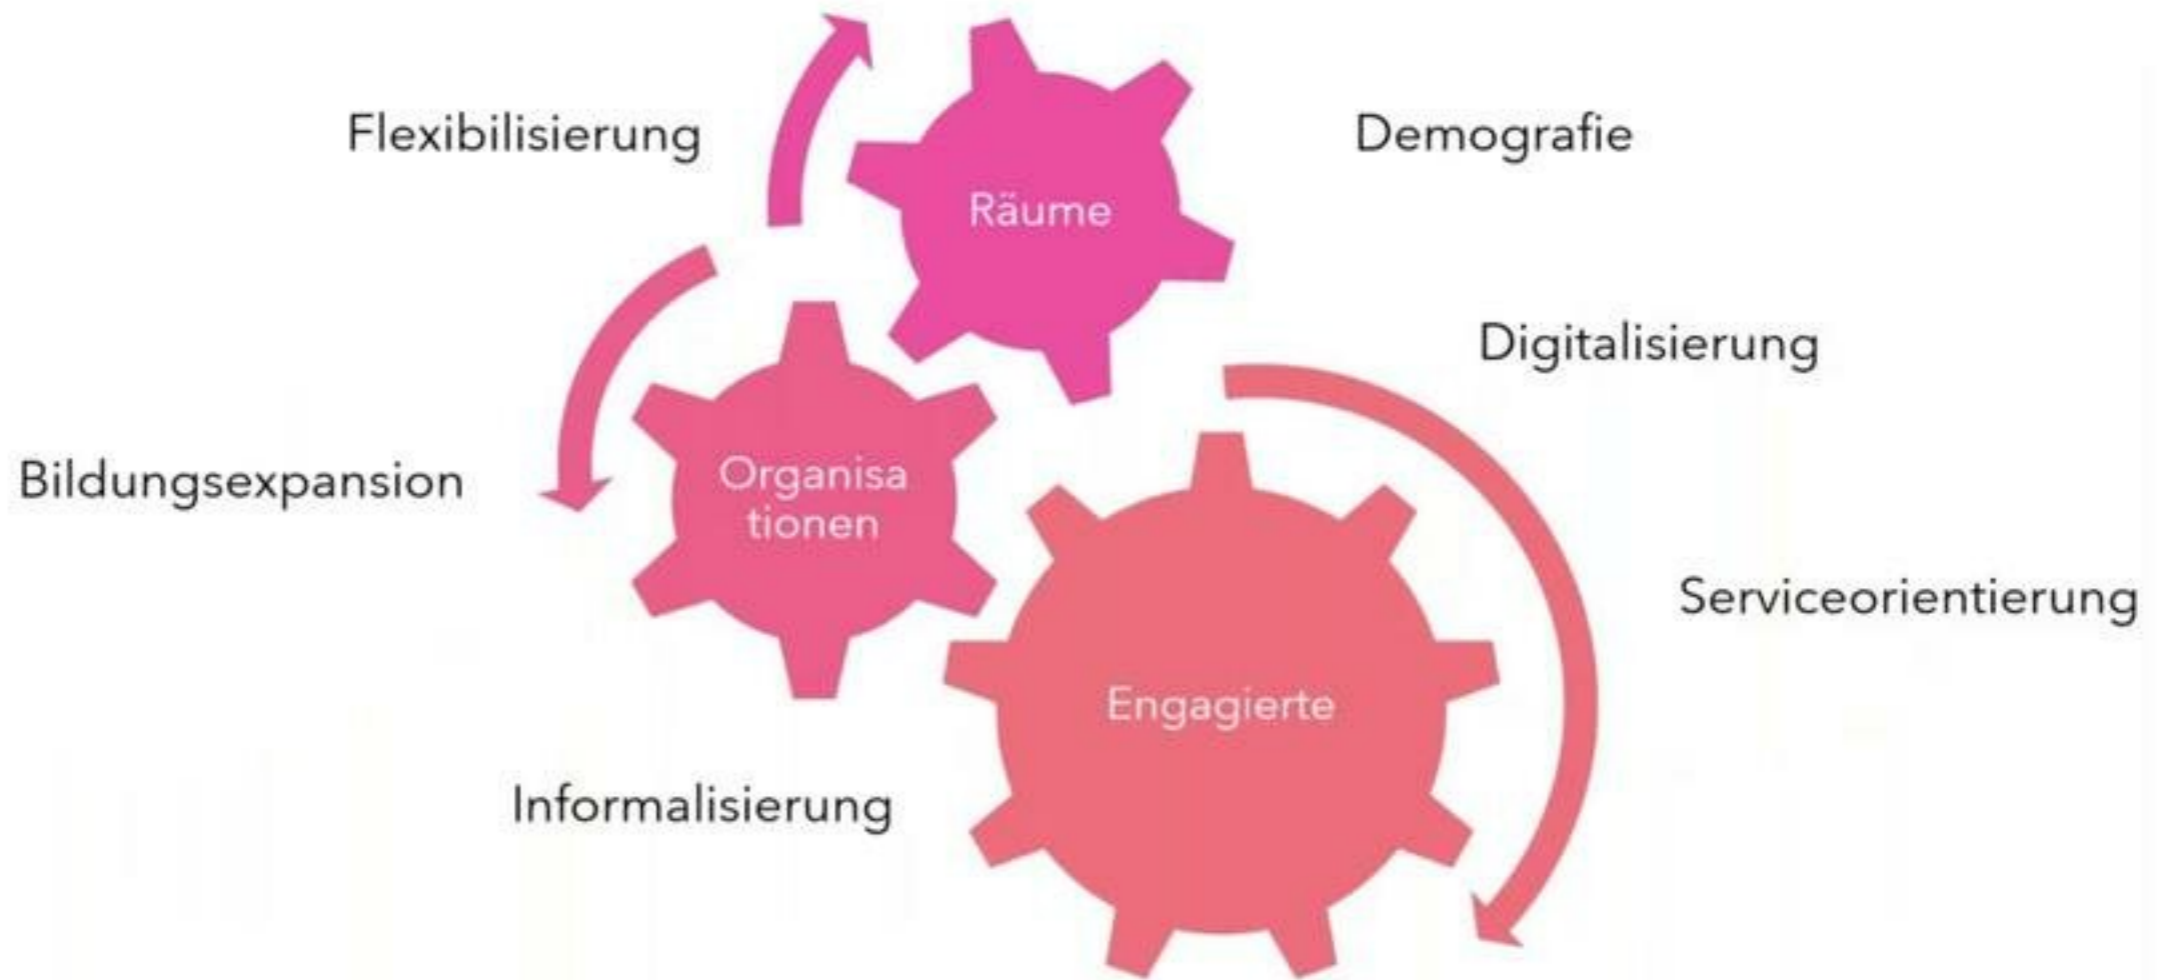 Flexibilisierung
Demografie
Räume
Digitalisierung
Bildungsexpansion
Organisa
tionen
Serviceorientierung
Engagierte
Informalisierung